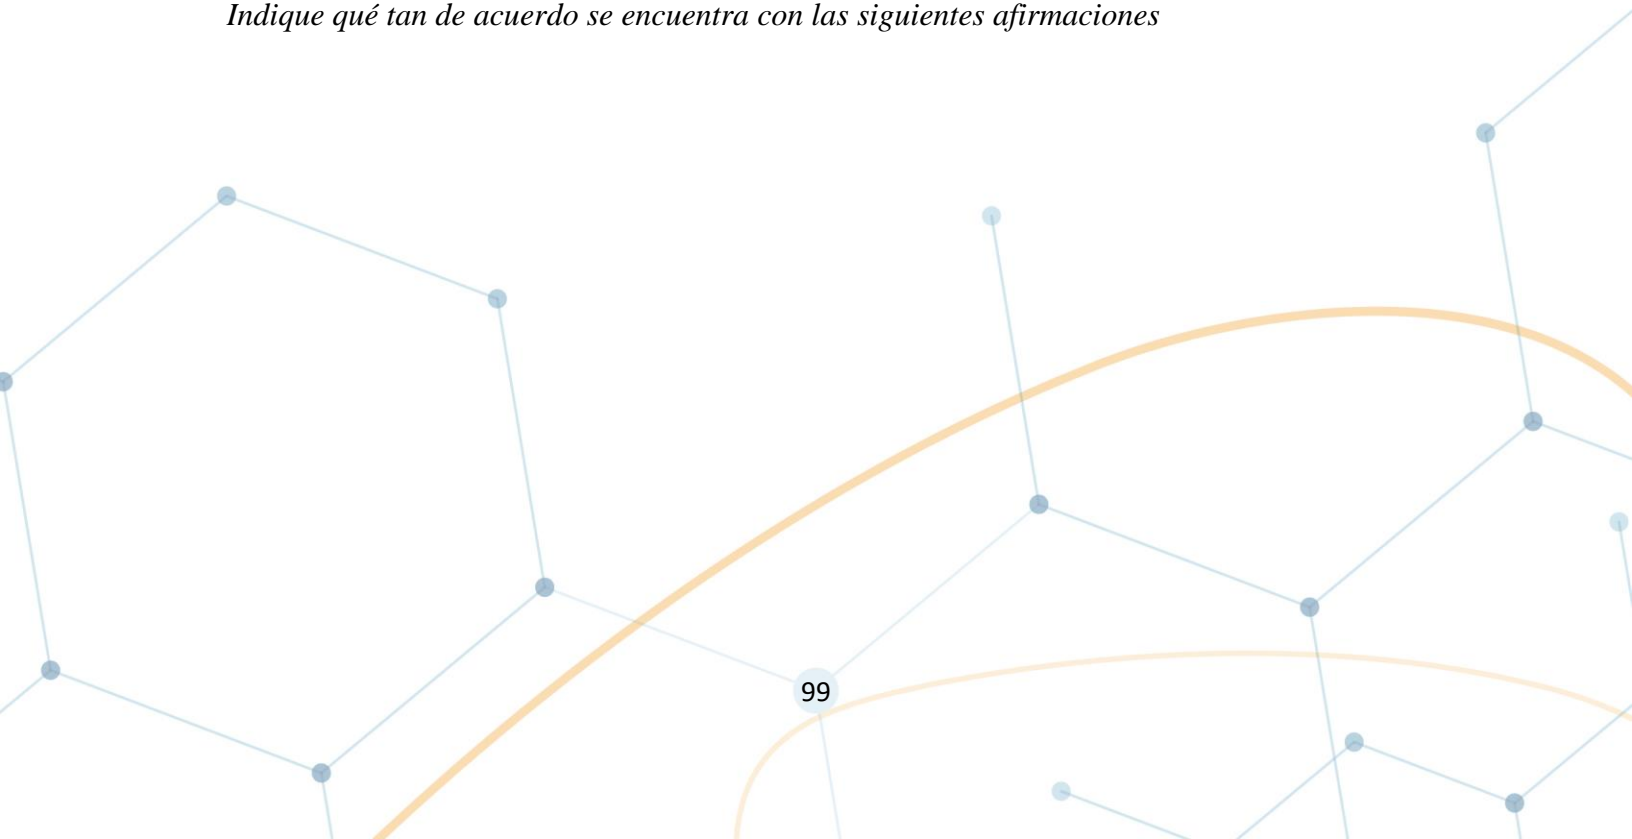 Indique qué tan de acuerdo se encuentra con las siguientes afirmaciones
99